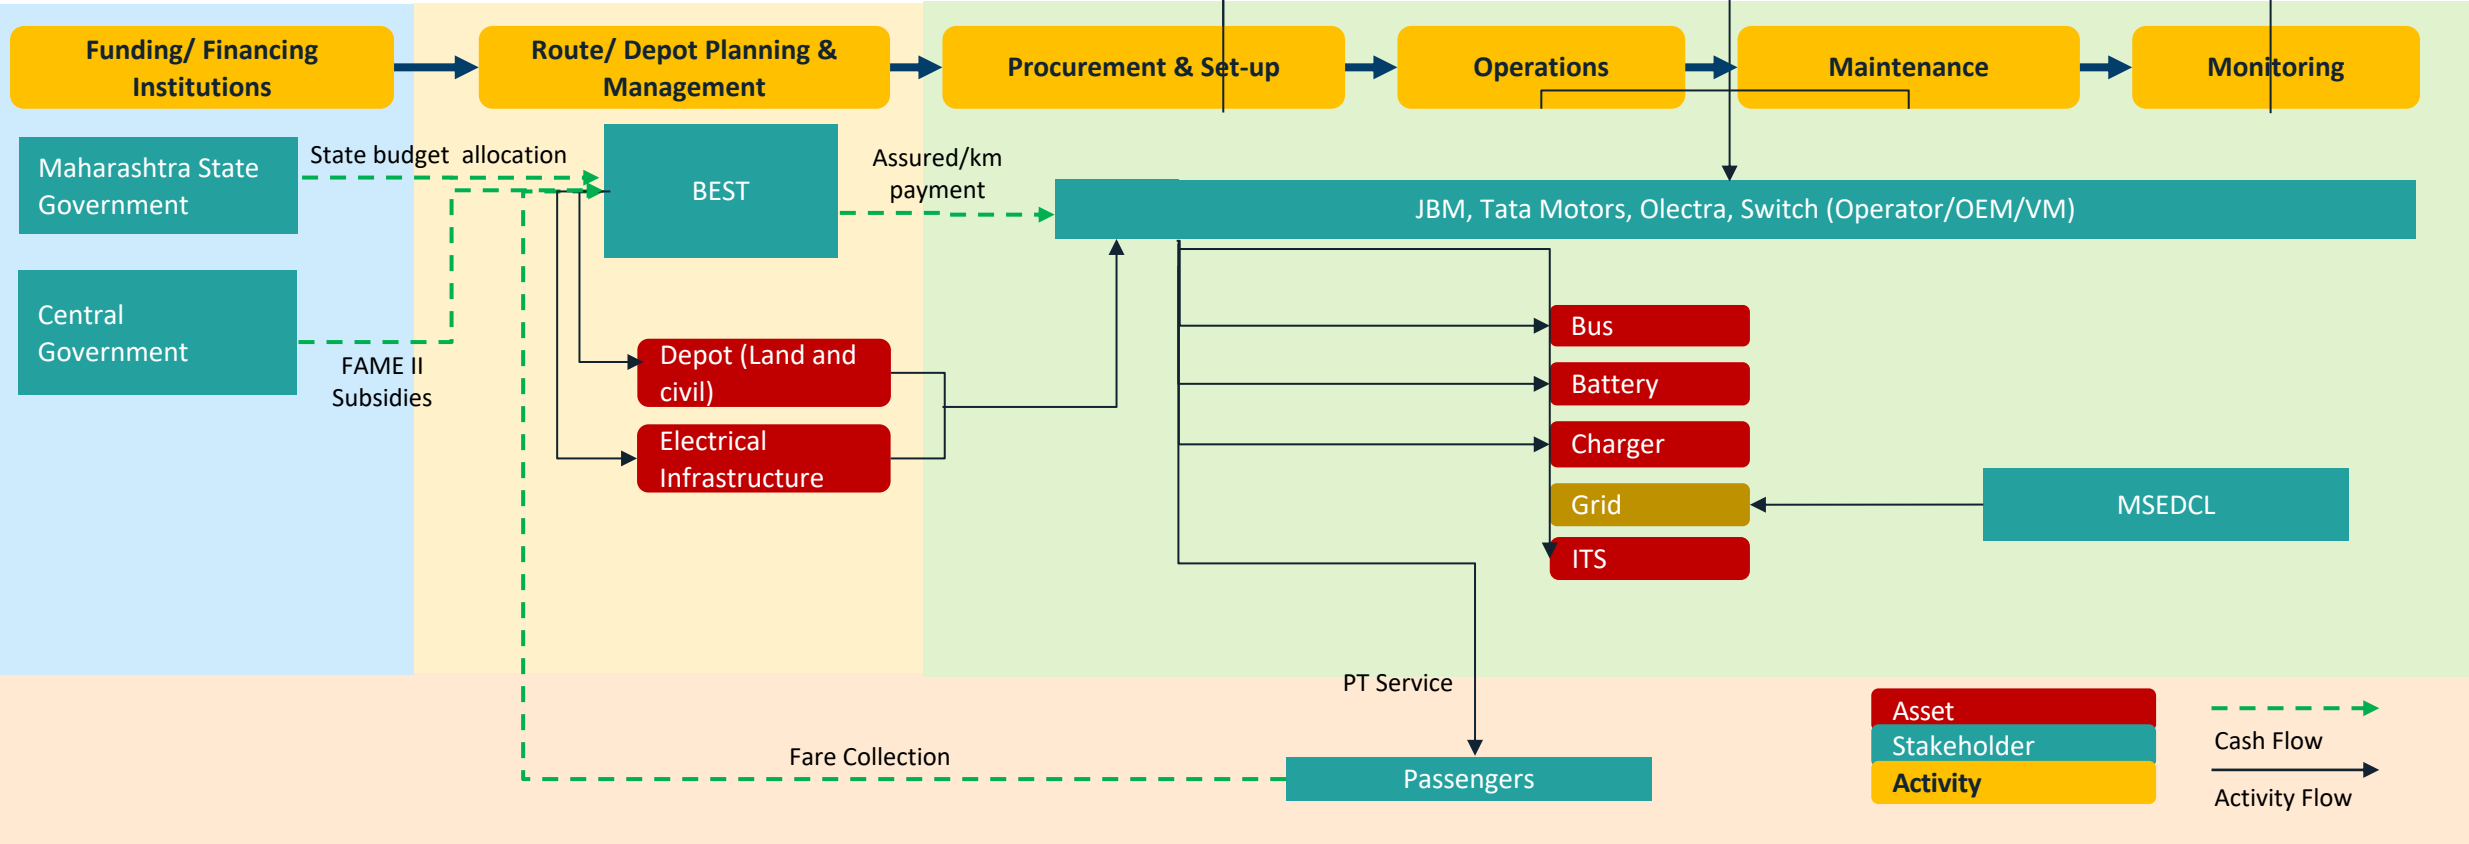 Funding/ Financing
Institutions
Route/ Depot Planning &
Management
Procurement & Set-up
Operations
Maintenance
Monitoring
Maharashtra State
Government
State budget allocation
BEST
Assured/km
payment
JBM, Tata Motors, Olectra, Switch (Operator/OEM/VM)
Central
Government
FAME II
Subsidies
Depot (Land and
civil)
Electrical
Infrastructure
Bus
Battery
Charger
Grid
ITS
MSEDCL
PT Service
Fare Collection
Passengers
Asset
Stakeholder
Activity
Cash Flow
Activity Flow